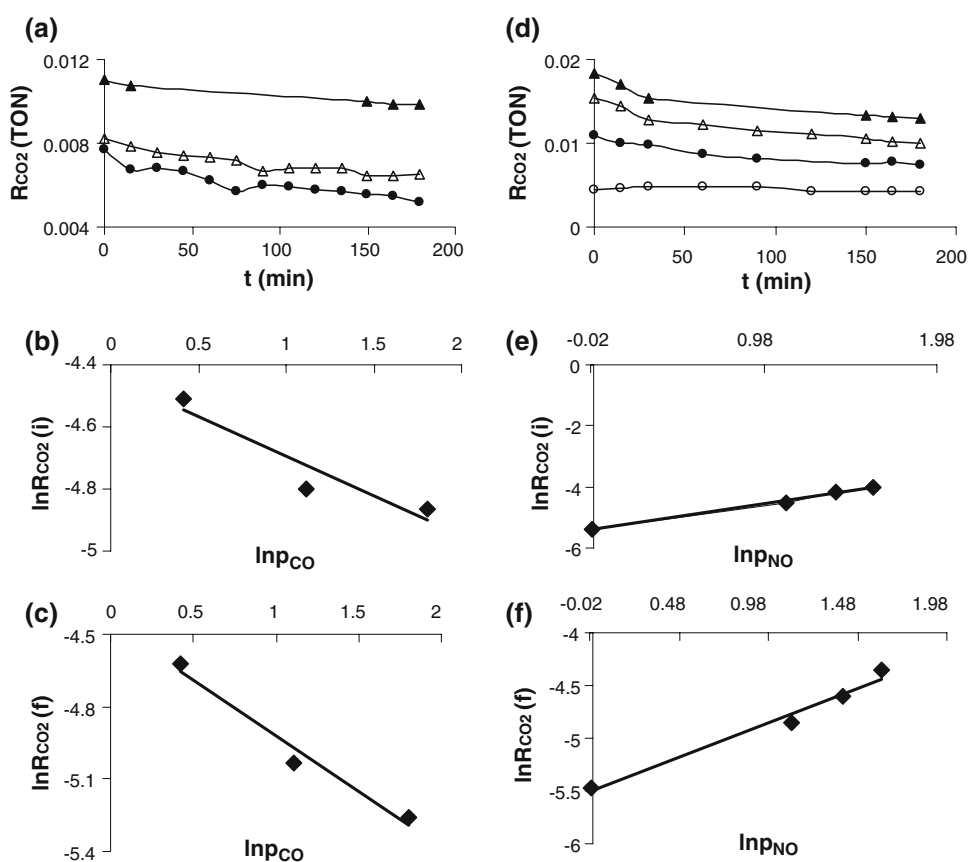 (a)
RCO2 (TON)
0.012
0.008
0.004
0 50 100 150 200
t (min)
(d)
RCO2 (TON)
0.02
0.01
0
0 50 100 150 200
t (min)
(b)
lnRCO2 (i)
0 0.5 1 1.5 2
-4.4
-4.6
-4.8
-5
lnpCO
(e)
lnRCO2 (i)
-0.02 0.98 1.98
0
-2
-4
-6
lnpNO
(c)
lnRCO2 (f)
0 0.5 1 1.5 2
-4.5
-4.8
-5.1
-5.4
lnpCO
(f)
lnRCO2 (f)
-0.02 0.48 0.98 1.48 1.98
-4
-4.5
-5
-5.5
-6
lnpNO